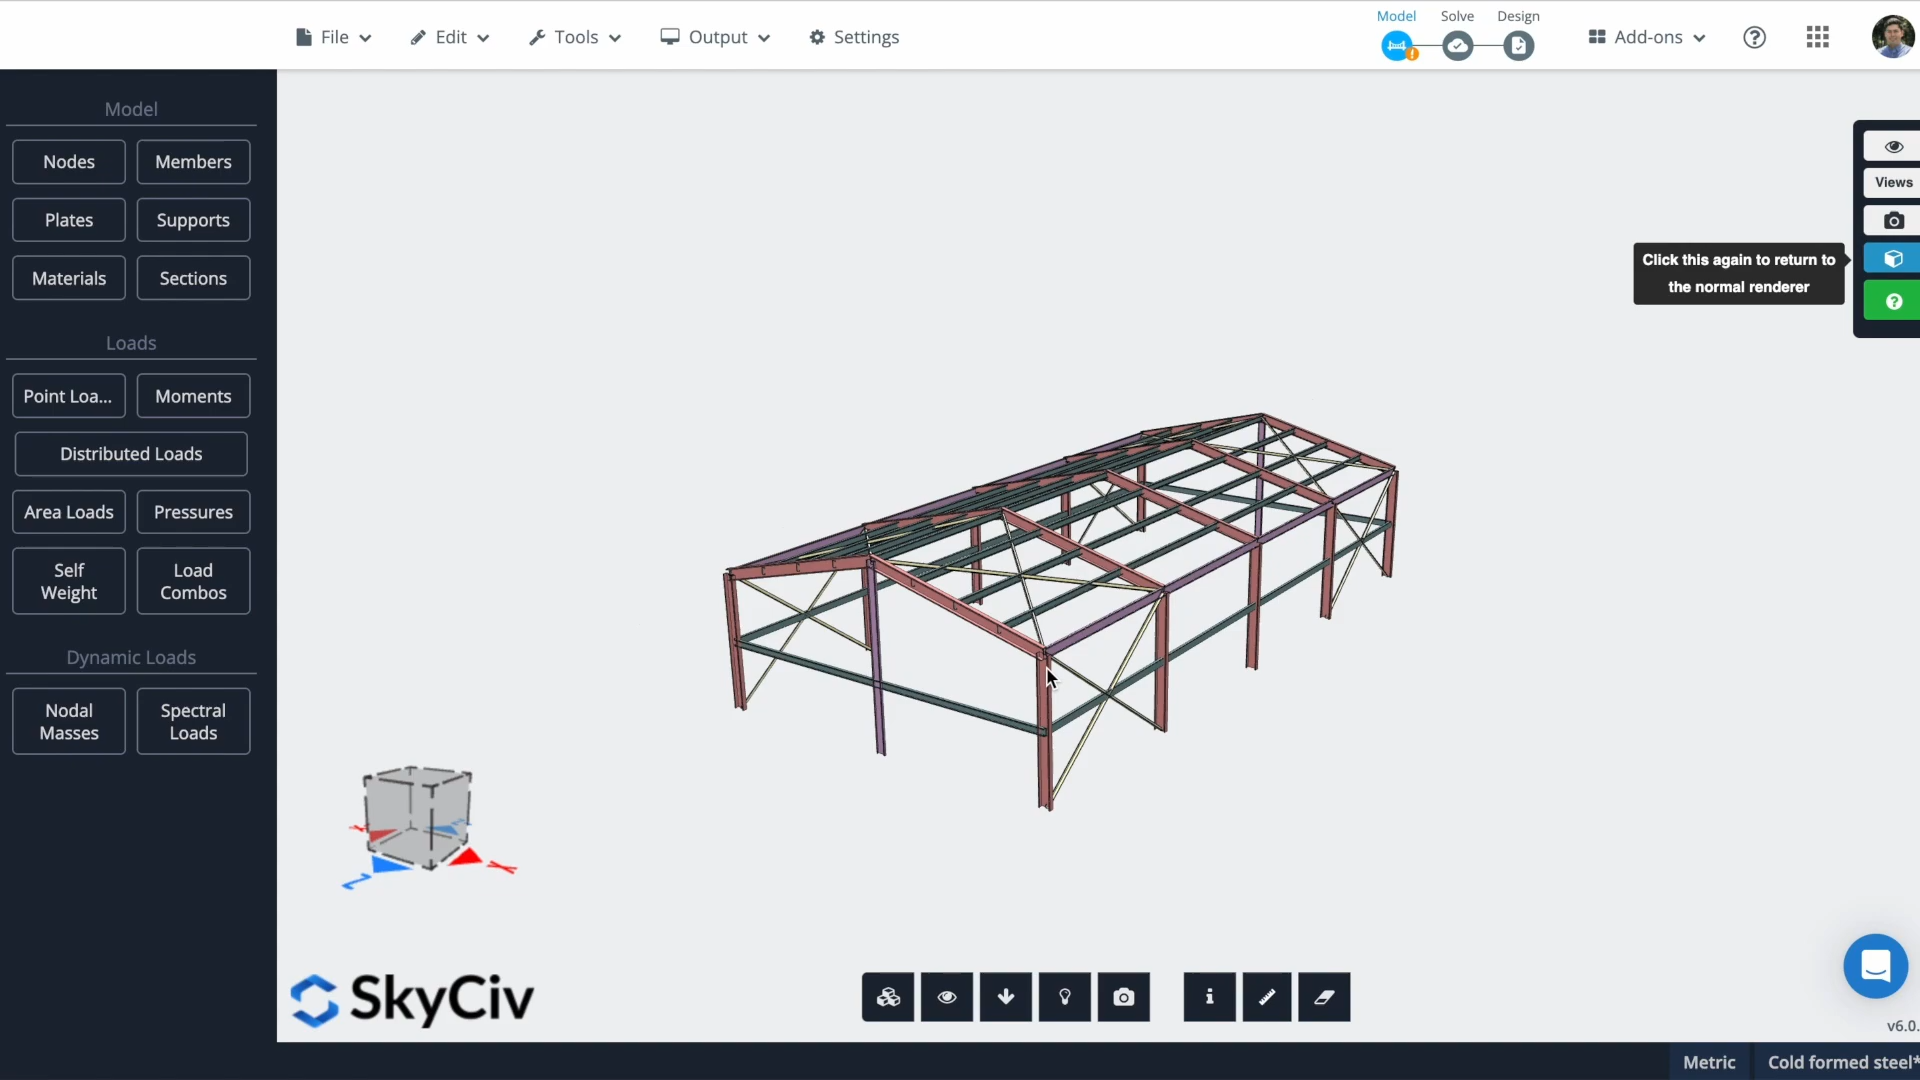 File
Edit
Tools
Output
Settings
Model
Solve
Design
Add-ons
Model
Nodes
Members
Plates
Supports
Materials
Sections
Loads
Point Loa...
Moments
Distributed Loads
Area Loads
Pressures
Self
Weight
Load
Combos
Dynamic Loads
Nodal
Masses
Spectral
Loads
Views
Click this again to return to
the normal renderer
SkyCiv
v6.0.
Metric
Cold formed steel*